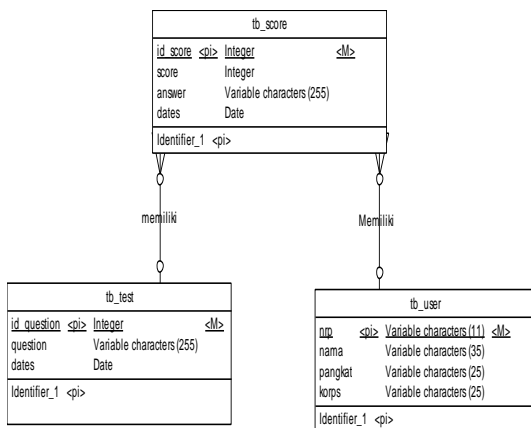 tb_score
id_score <pi> Integer <M>
score Integer
answer Variable characters (255)
dates Date
Identifier_1 <pi>
memiliki
Memiliki
tb_test
id_question <pi> Integer <M>
question Variable characters (255)
dates Date
Identifier_1 <pi>
tb_user
nrp <pi> Variable characters (11) <M>
nama Variable characters (35)
pangkat Variable characters (25)
korps Variable characters (25)
Identifier_1 <pi>